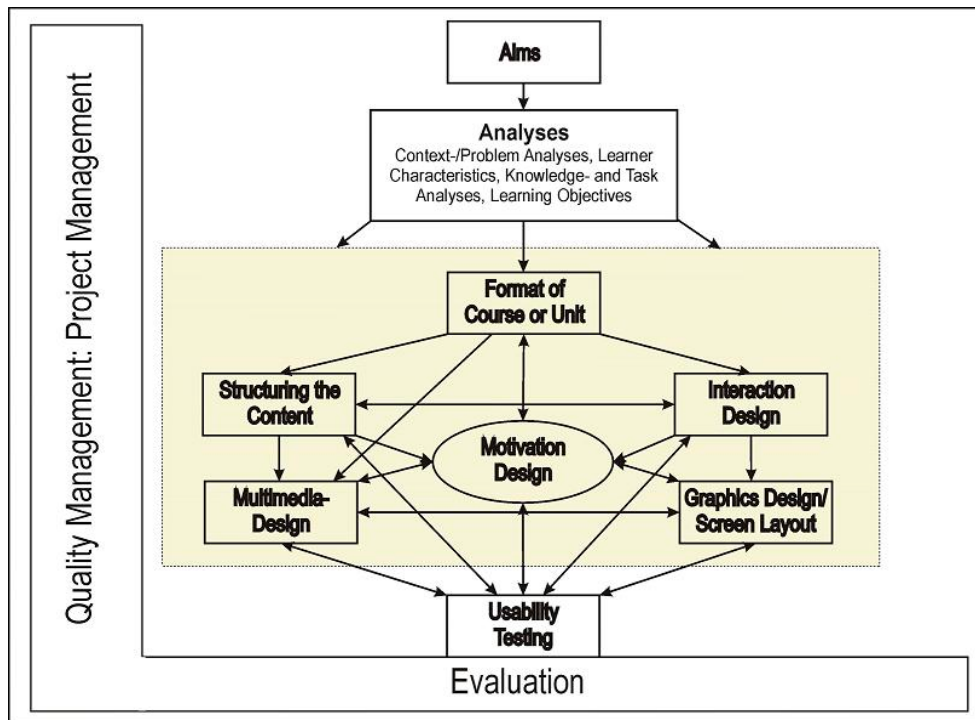 Quality Management: Project Management
Aims
Analyses
Context-/Problem Analyses, Learner
Characteristics, Knowledge- and Task
Analyses, Learning Objectives
Format of
Course or Unit
Structuring the
Content
Interaction
Design
Motivation
Design
Multimedia-
Design
Graphics Design/
Screen Layout
Usability
Testing
Evaluation